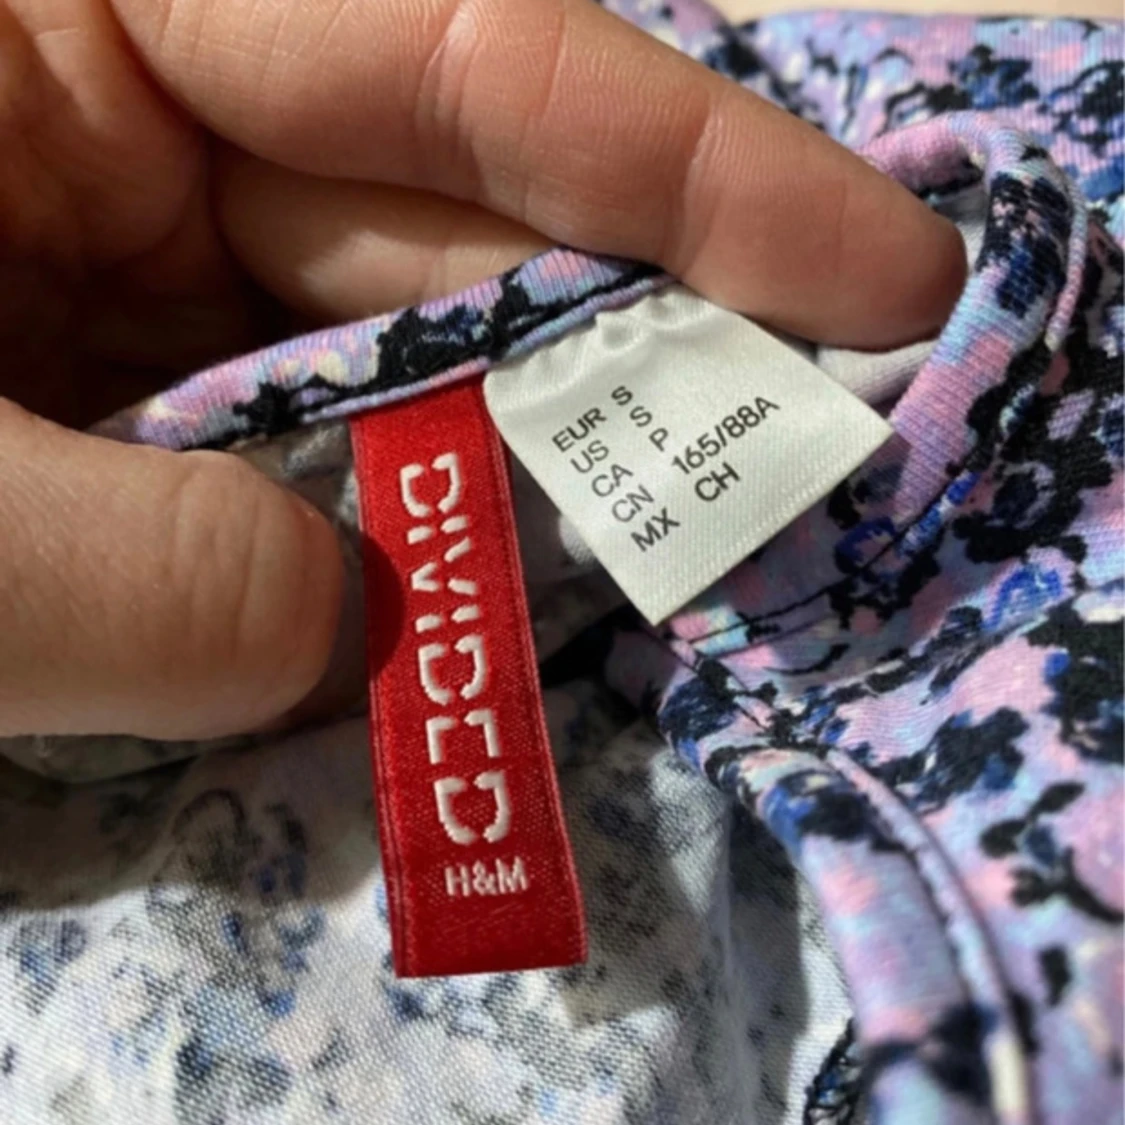 DIVIDED
H&M
EUR S
US S
CA P
CN 165/88A
MX CH